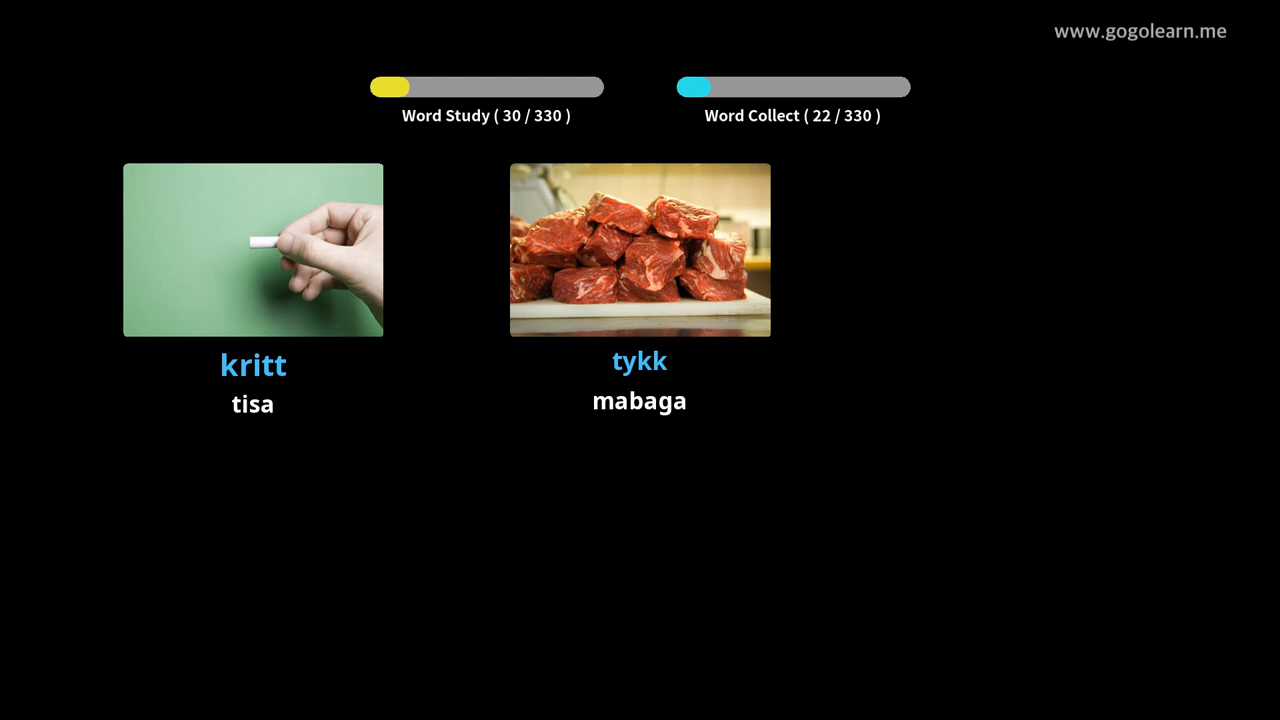 www.gogolearn.me
Word Study ( 30 / 330 )
Word Collect ( 22 / 330 )
kritt
tisa
tykk
mabaga